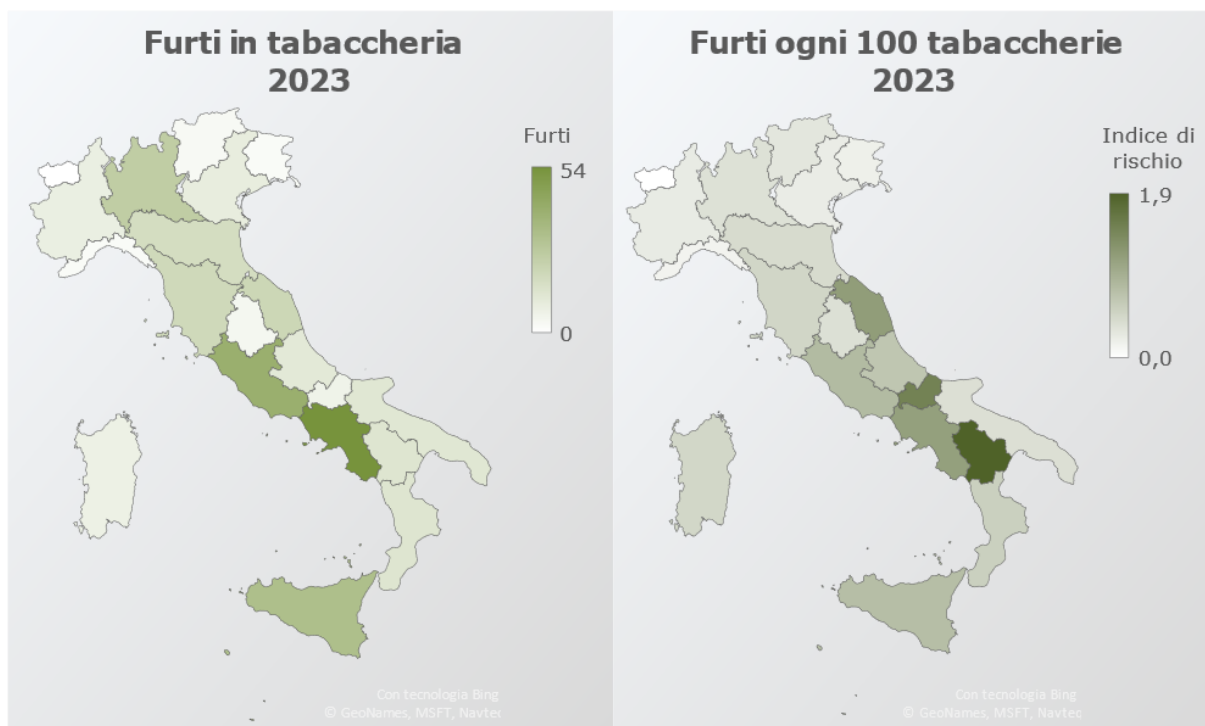 Furti in tabaccheria
2023
Furti
54
0
Con tecnologia Bing
© GeoNames, MSFT, Navteq
Furti ogni 100 tabaccherie
2023
Indice di
rischio
1,9
0,0
Con tecnologia Bing
© GeoNames, MSFT, Navteq